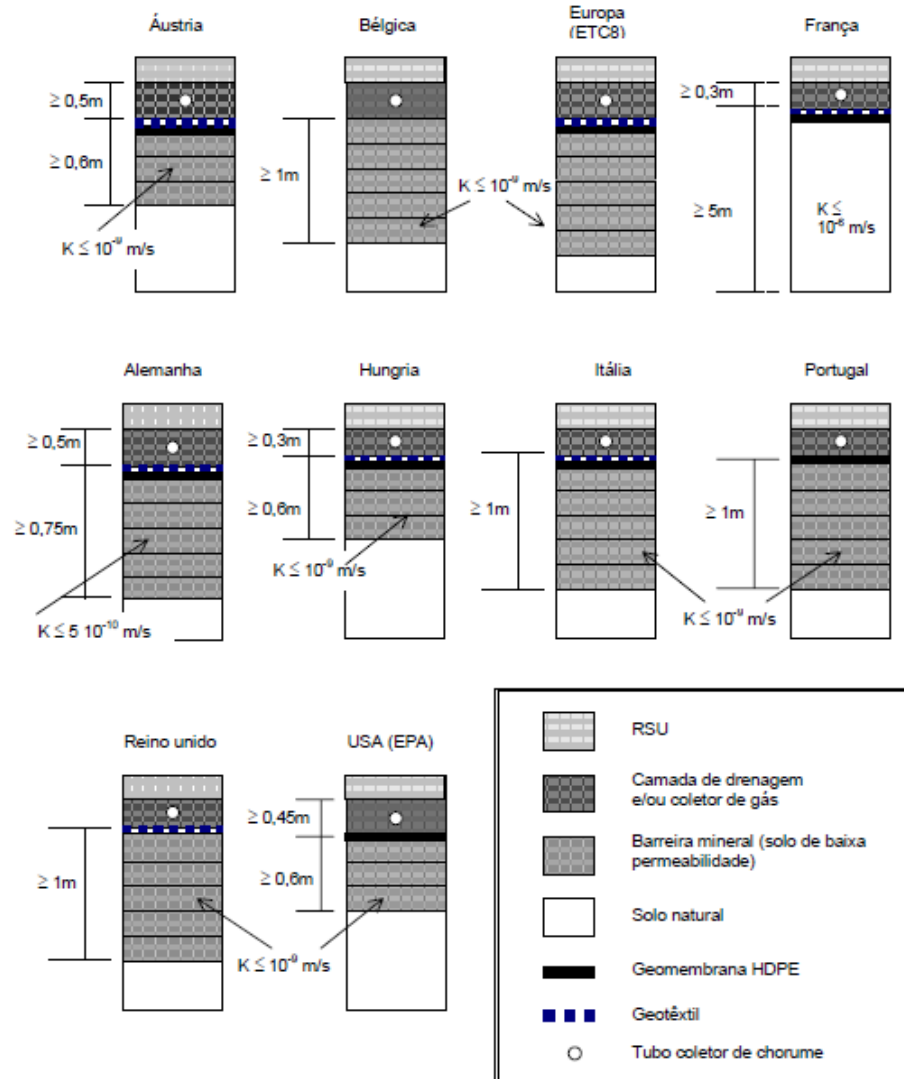 Áustria
Bélgica
Europa
(ETC8)
França
≥ 0,5m
≥ 0,6m
K ≤ 10⁻⁹ m/s
≥ 1m
K ≤ 10⁻⁹ m/s
≥ 0,3m
≥ 5m
K ≤
10⁻⁶ m/s
Alemanha
Hungria
Itália
Portugal
≥ 0,5m
≥ 0,75m
K ≤ 5 10⁻¹⁰ m/s
≥ 0,3m
≥ 0,6m
K ≤ 10⁻⁹ m/s
≥ 1m
≥ 1m
K ≤ 10⁻⁹ m/s
Reino unido
USA (EPA)
≥ 1m
≥ 0,45m
≥ 0,6m
K ≤ 10⁻⁹ m/s
RSU
Camada de drenagem
e/ou coletor de gás
Barreira mineral (solo de baixa
permeabilidade)
Solo natural
Geomembrana HDPE
Geotêxtil
Tubo coletor de chorume